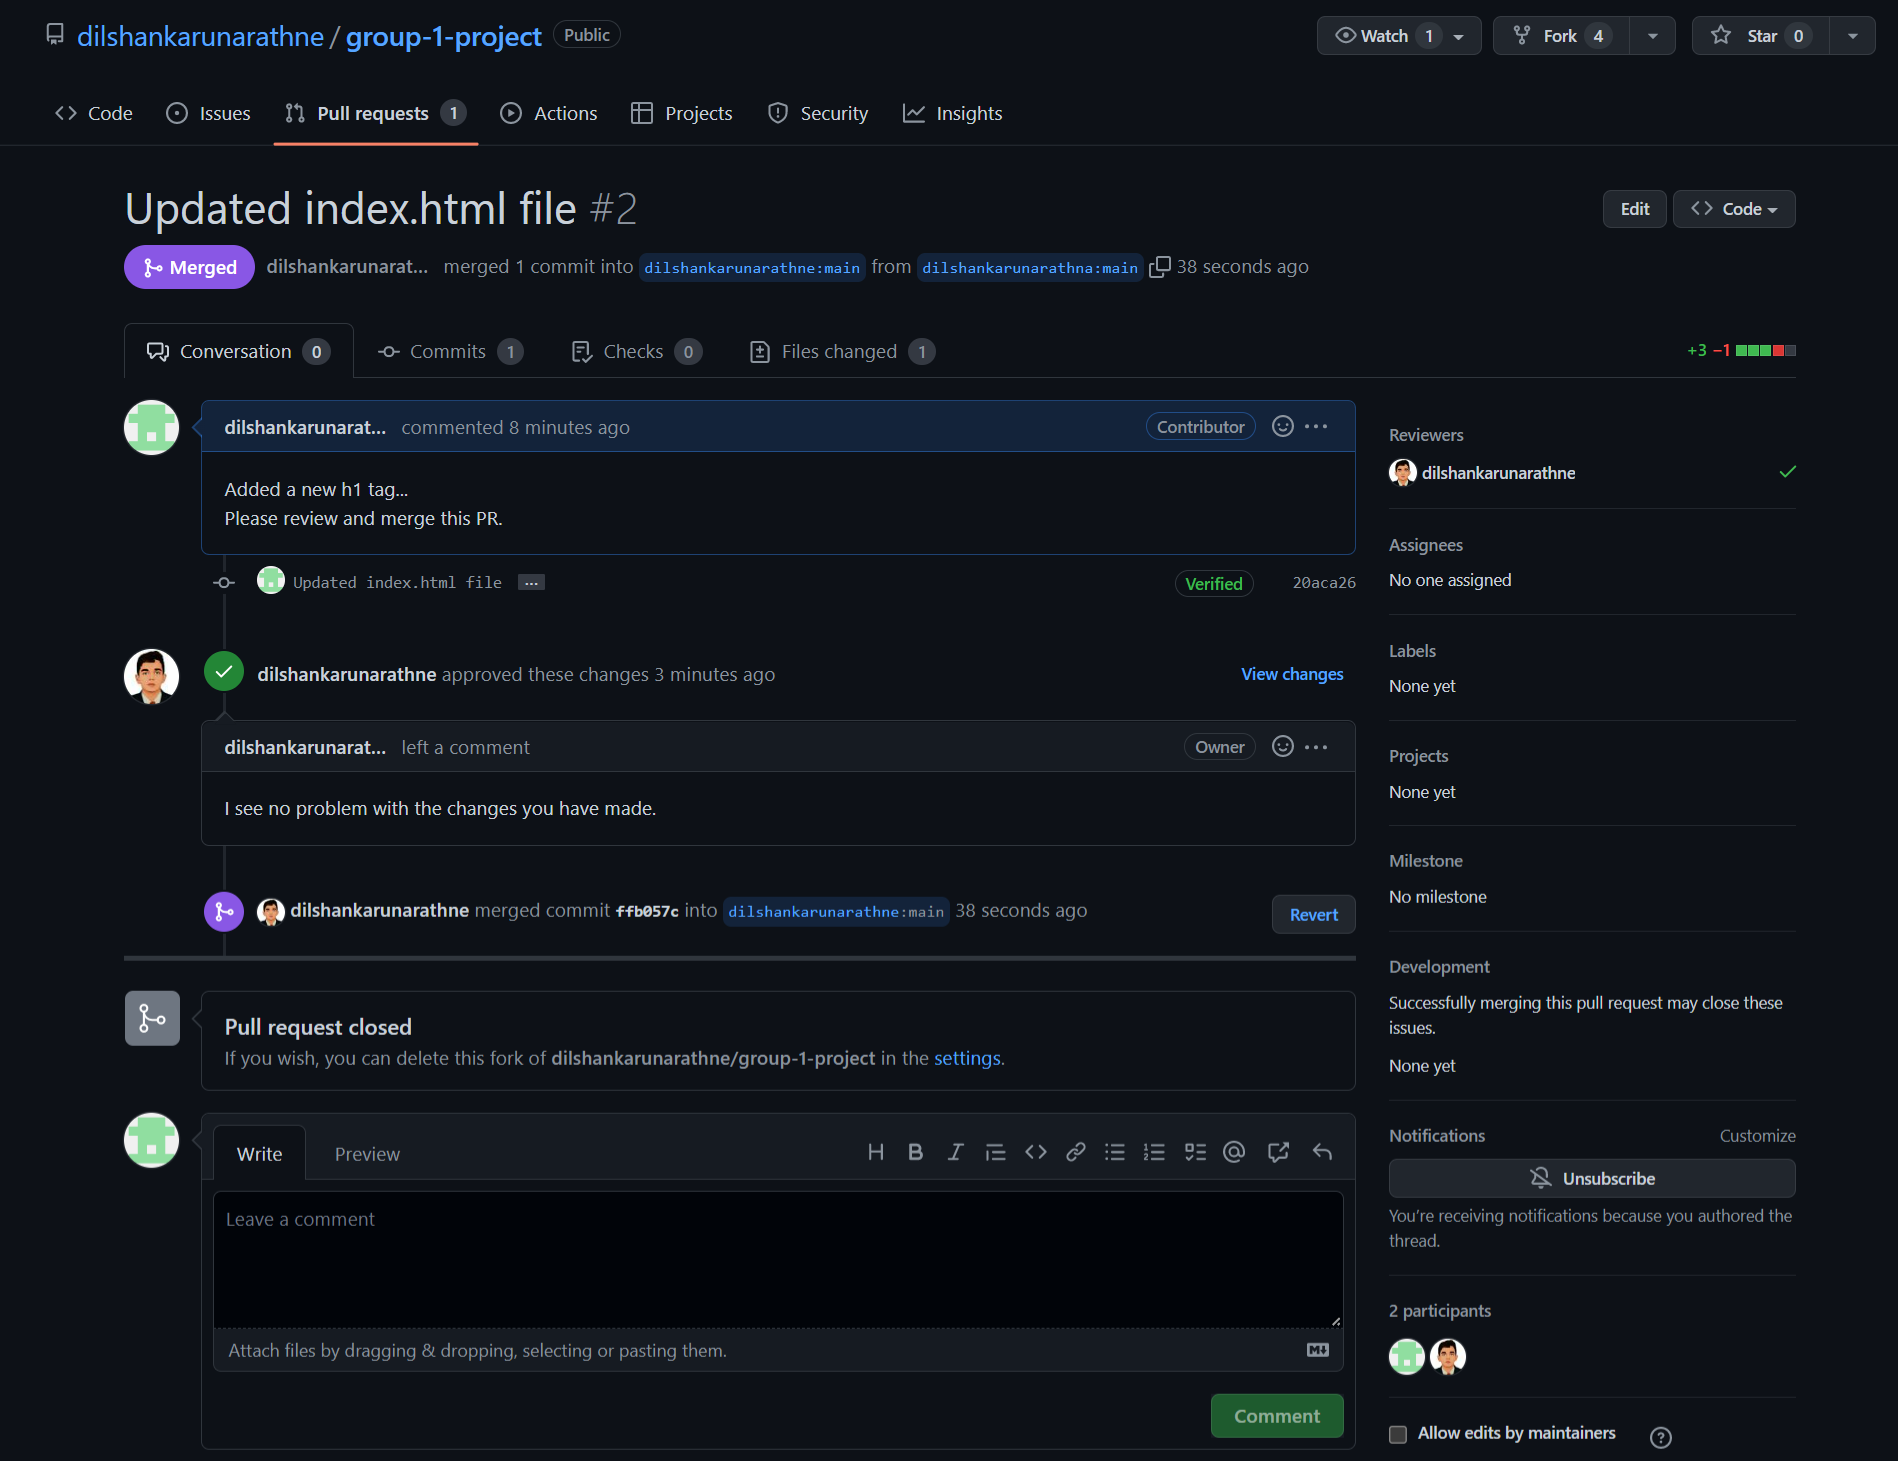 dilshankarunarathne / group-1-project Public
Watch 1 Fork 4 Star 0
Code Issues Pull requests 1 Actions Projects Security Insights
Updated index.html file #2
Edit Code
Merged dilshankarunarat... merged 1 commit into dilshankarunarathne:main from dilshankarunarathna:main 38 seconds ago
Conversation 0 Commits 1 Checks 0 Files changed 1 +3 −1
dilshankarunarat... commented 8 minutes ago Contributor ...
Added a new h1 tag...
Please review and merge this PR.
Updated index.html file ... Verified 20aca26
dilshankarunarathne approved these changes 3 minutes ago View changes
dilshankarunarat... left a comment Owner ...
I see no problem with the changes you have made.
dilshankarunarathne merged commit ffb057c into dilshankarunarathne:main 38 seconds ago Revert
Pull request closed
If you wish, you can delete this fork of dilshankarunarathne/group-1-project in the settings.
Write Preview H B I @
Leave a comment
Attach files by dragging & dropping, selecting or pasting them.
Comment
Reviewers
dilshankarunarathne
Assignees
No one assigned
Labels
None yet
Projects
None yet
Milestone
No milestone
Development
Successfully merging this pull request may close these
issues.
None yet
Notifications Customize
Unsubscribe
You're receiving notifications because you authored the
thread.
2 participants
Allow edits by maintainers ?